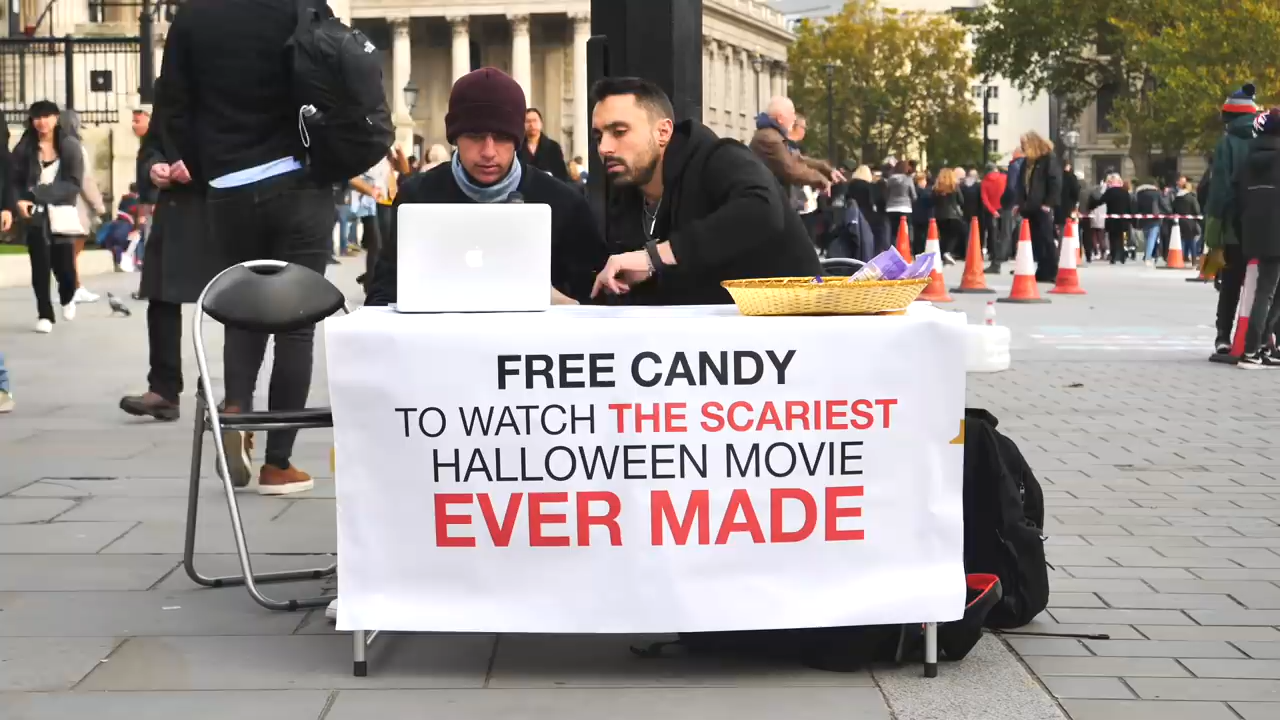 FREE CANDY
TO WATCH THE SCARIEST
HALLOWEEN MOVIE
EVER MADE